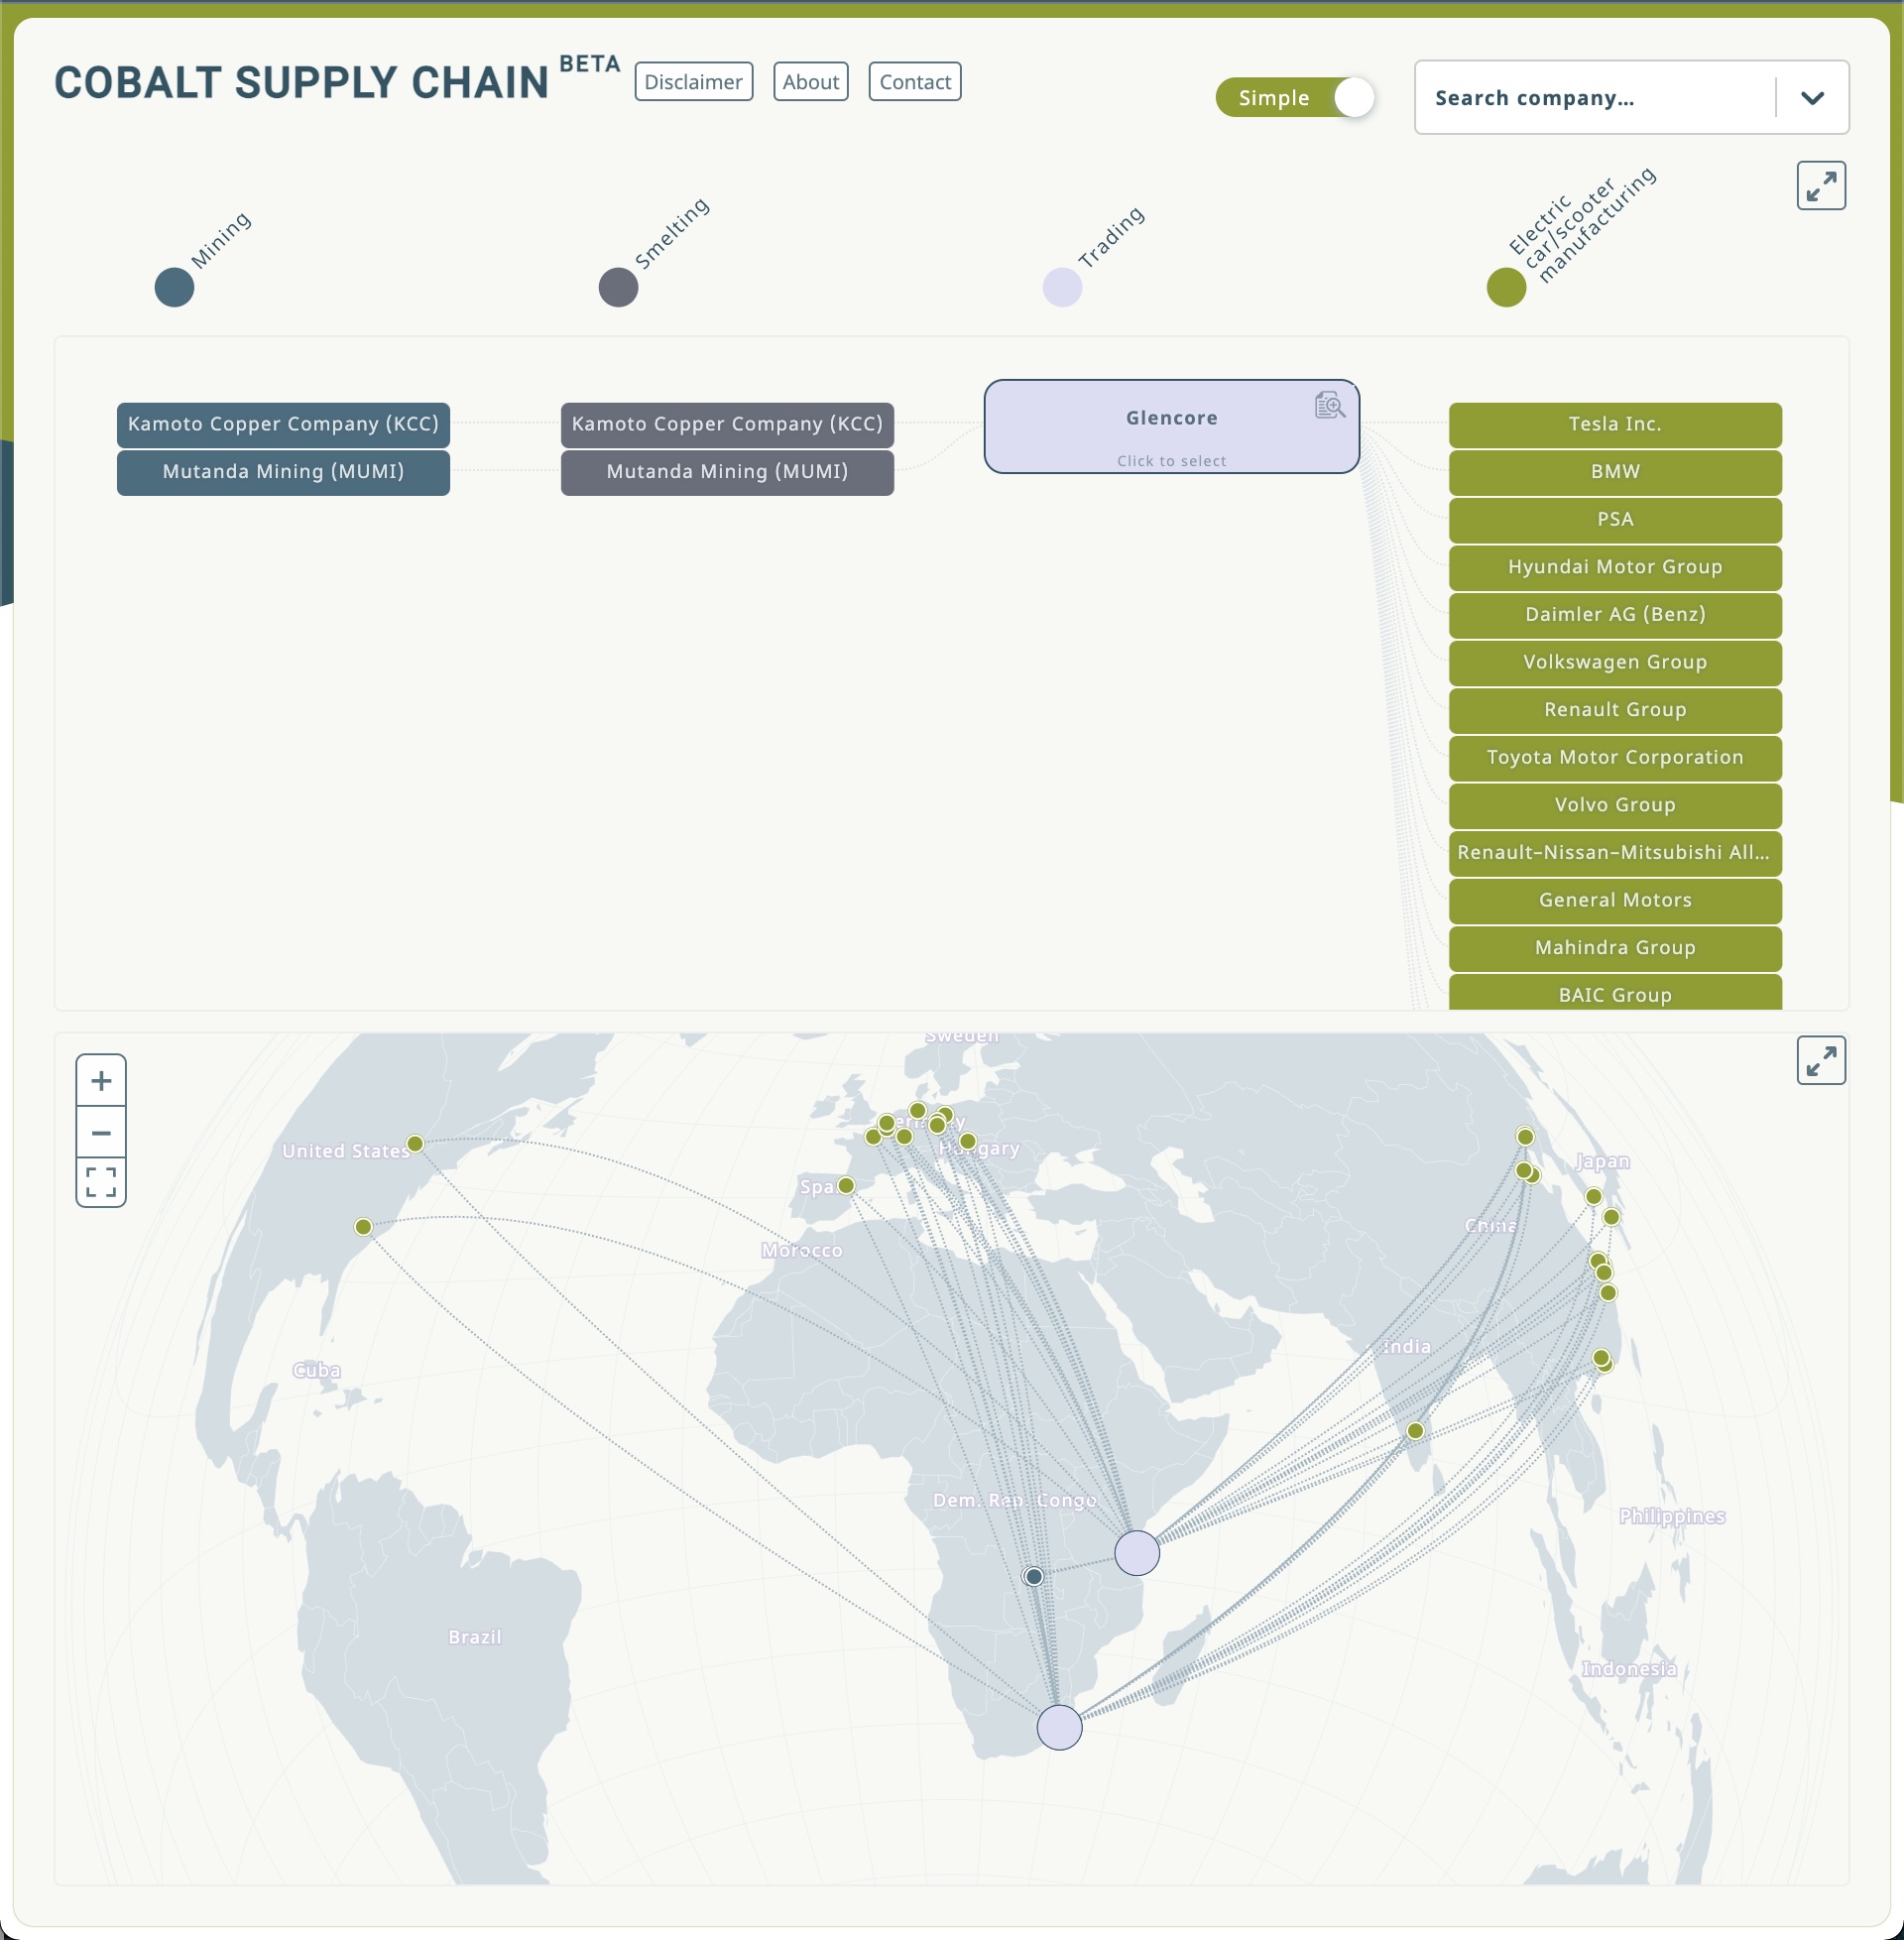 COBALT SUPPLY CHAIN BETA
Disclaimer
About
Contact
Simple
Search company...
Mining
Smelting
Trading
Electric
car/scooter
manufacturing
Kamoto Copper Company (KCC)
Mutanda Mining (MUMI)
Kamoto Copper Company (KCC)
Mutanda Mining (MUMI)
Glencore
Click to select
Tesla Inc.
BMW
PSA
Hyundai Motor Group
Daimler AG (Benz)
Volkswagen Group
Renault Group
Toyota Motor Corporation
Volvo Group
Renault–Nissan–Mitsubishi All...
General Motors
Mahindra Group
BAIC Group
+
−
Sweden
United States
Hungary
Japan
China
Morocco
India
Cuba
Dem. Rep. Congo
Philippines
Brazil
Indonesia